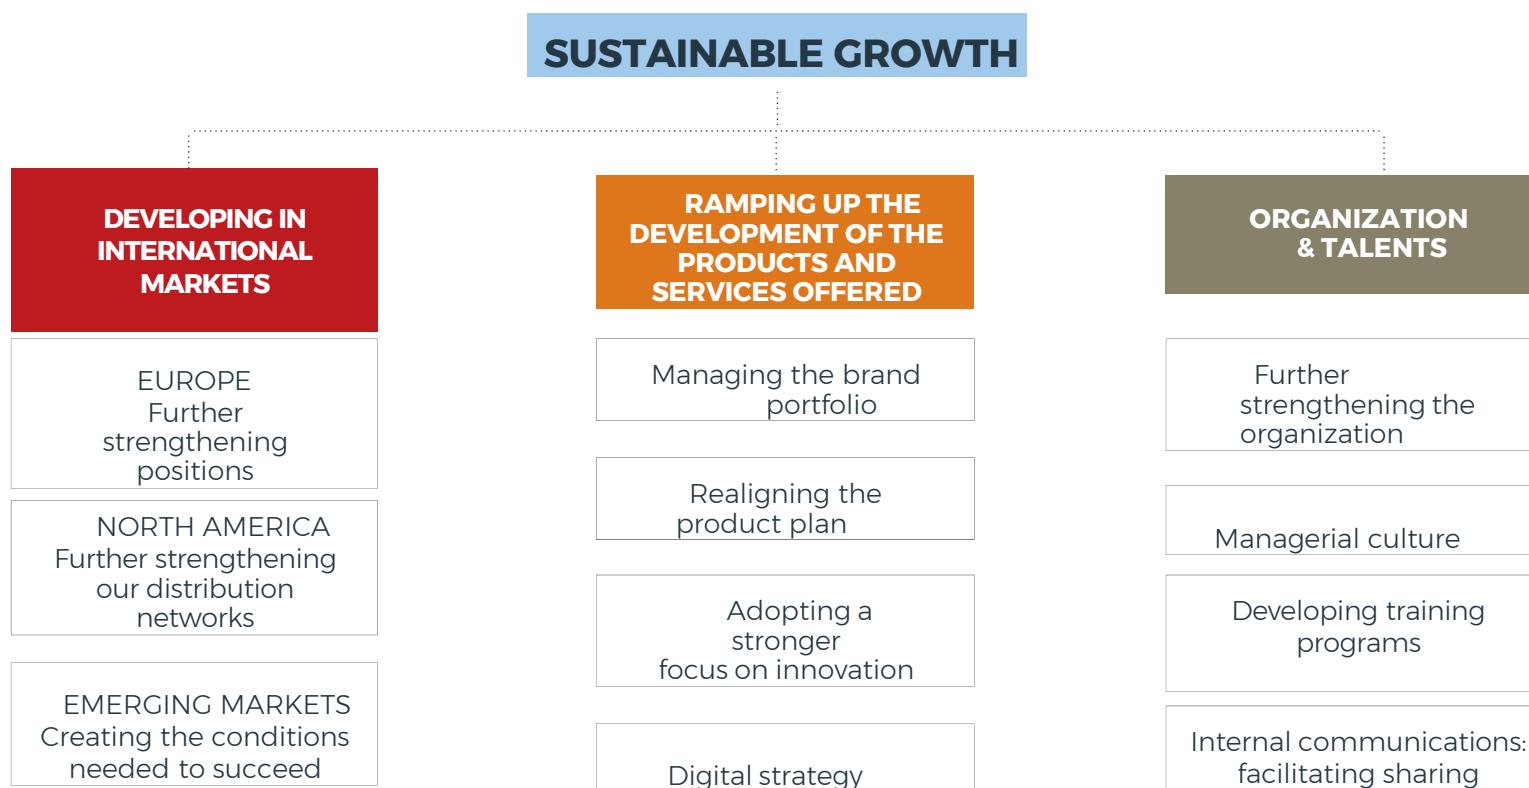 SUSTAINABLE GROWTH
DEVELOPING IN
INTERNATIONAL
MARKETS
EUROPE
Further
strengthening
positions
NORTH AMERICA
Further strengthening
our distribution
networks
EMERGING MARKETS
Creating the conditions
needed to succeed
RAMPING UP THE
DEVELOPMENT OF THE
PRODUCTS AND
SERVICES OFFERED
Managing the brand
portfolio
Realigning the
product plan
Adopting a
stronger
focus on innovation
Digital strategy
ORGANIZATION
& TALENTS
Further
strengthening the
organization
Managerial culture
Developing training
programs
Internal communications:
facilitating sharing